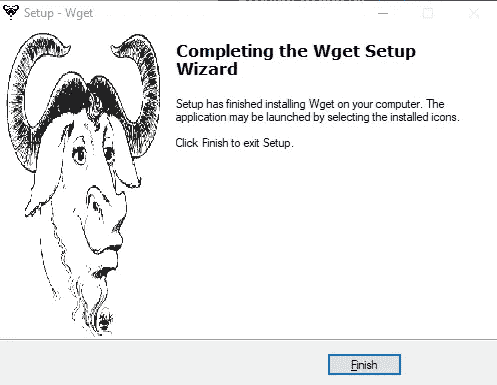 Setup - Wget
Completing the Wget Setup
Wizard
Setup has finished installing Wget on your computer. The
application may be launched by selecting the installed icons.
Click Finish to exit Setup.
Finish